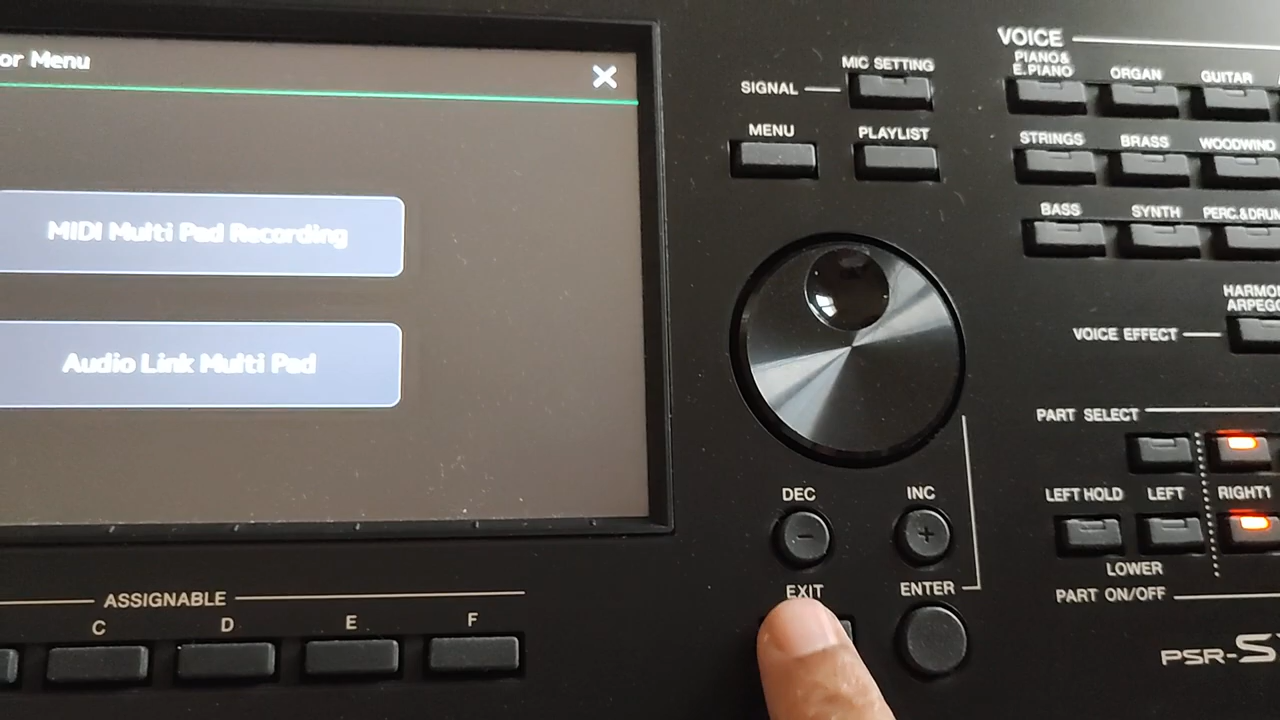 or Menu
MIDI Multi Pad Recording
Audio Link Multi Pad
ASSIGNABLE
C D E F
SIGNAL
MIC SETTING
MENU
PLAYLIST
DEC
INC
EXIT
ENTER
VOICE
PIANO &
E.PIANO
ORGAN
GUITAR
STRINGS
BRASS
WOODWIND
BASS
SYNTH
PERC.&DRUM
HARMO
ARPEGG
VOICE EFFECT
PART SELECT
LEFT HOLD
LEFT
RIGHT1
LOWER
PART ON/OFF
PSR-S